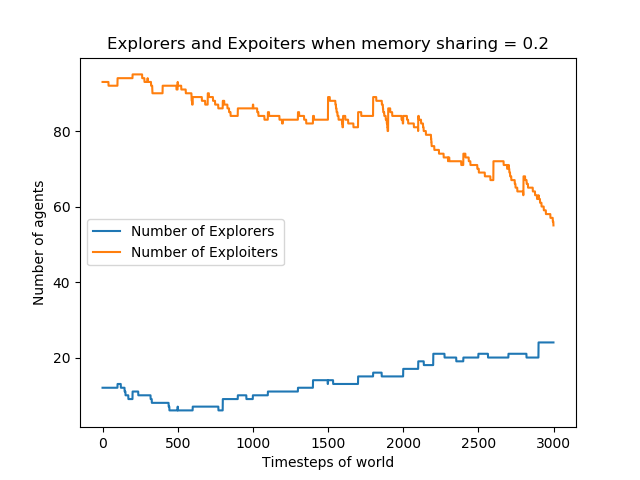 Explorers and Expoiters when memory sharing = 0.2
Number of agents
80
60
40
20
Number of Explorers
Number of Exploiters
0 500 1000 1500 2000 2500 3000
Timesteps of world